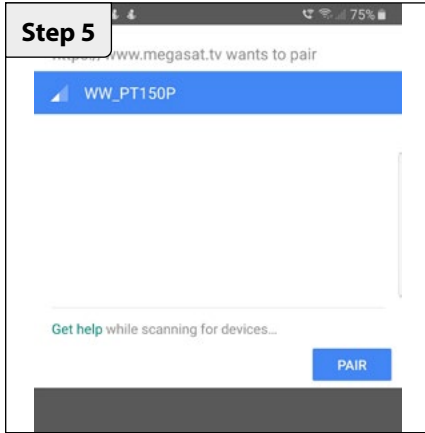 Step 5
75%
www.megasat.tv wants to pair
WW_PT150P
Get help while scanning for devices...
PAIR